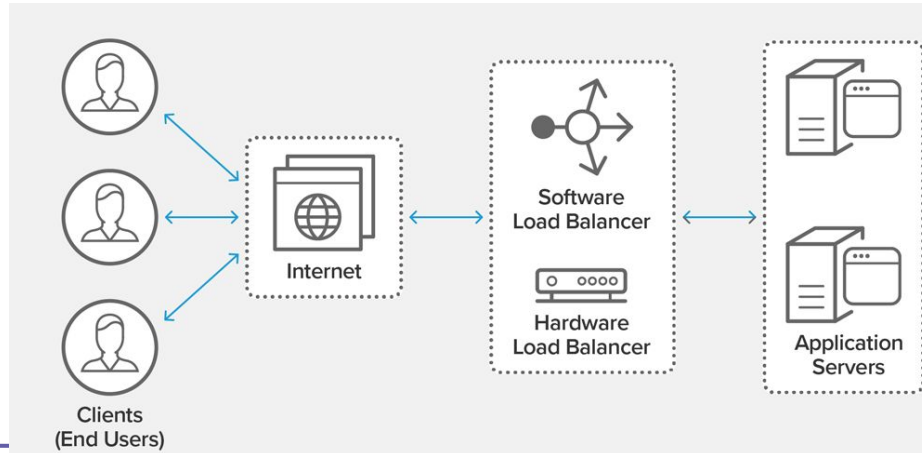 Internet
Software
Load Balancer
Hardware
Load Balancer
Application
Servers
Clients
(End Users)